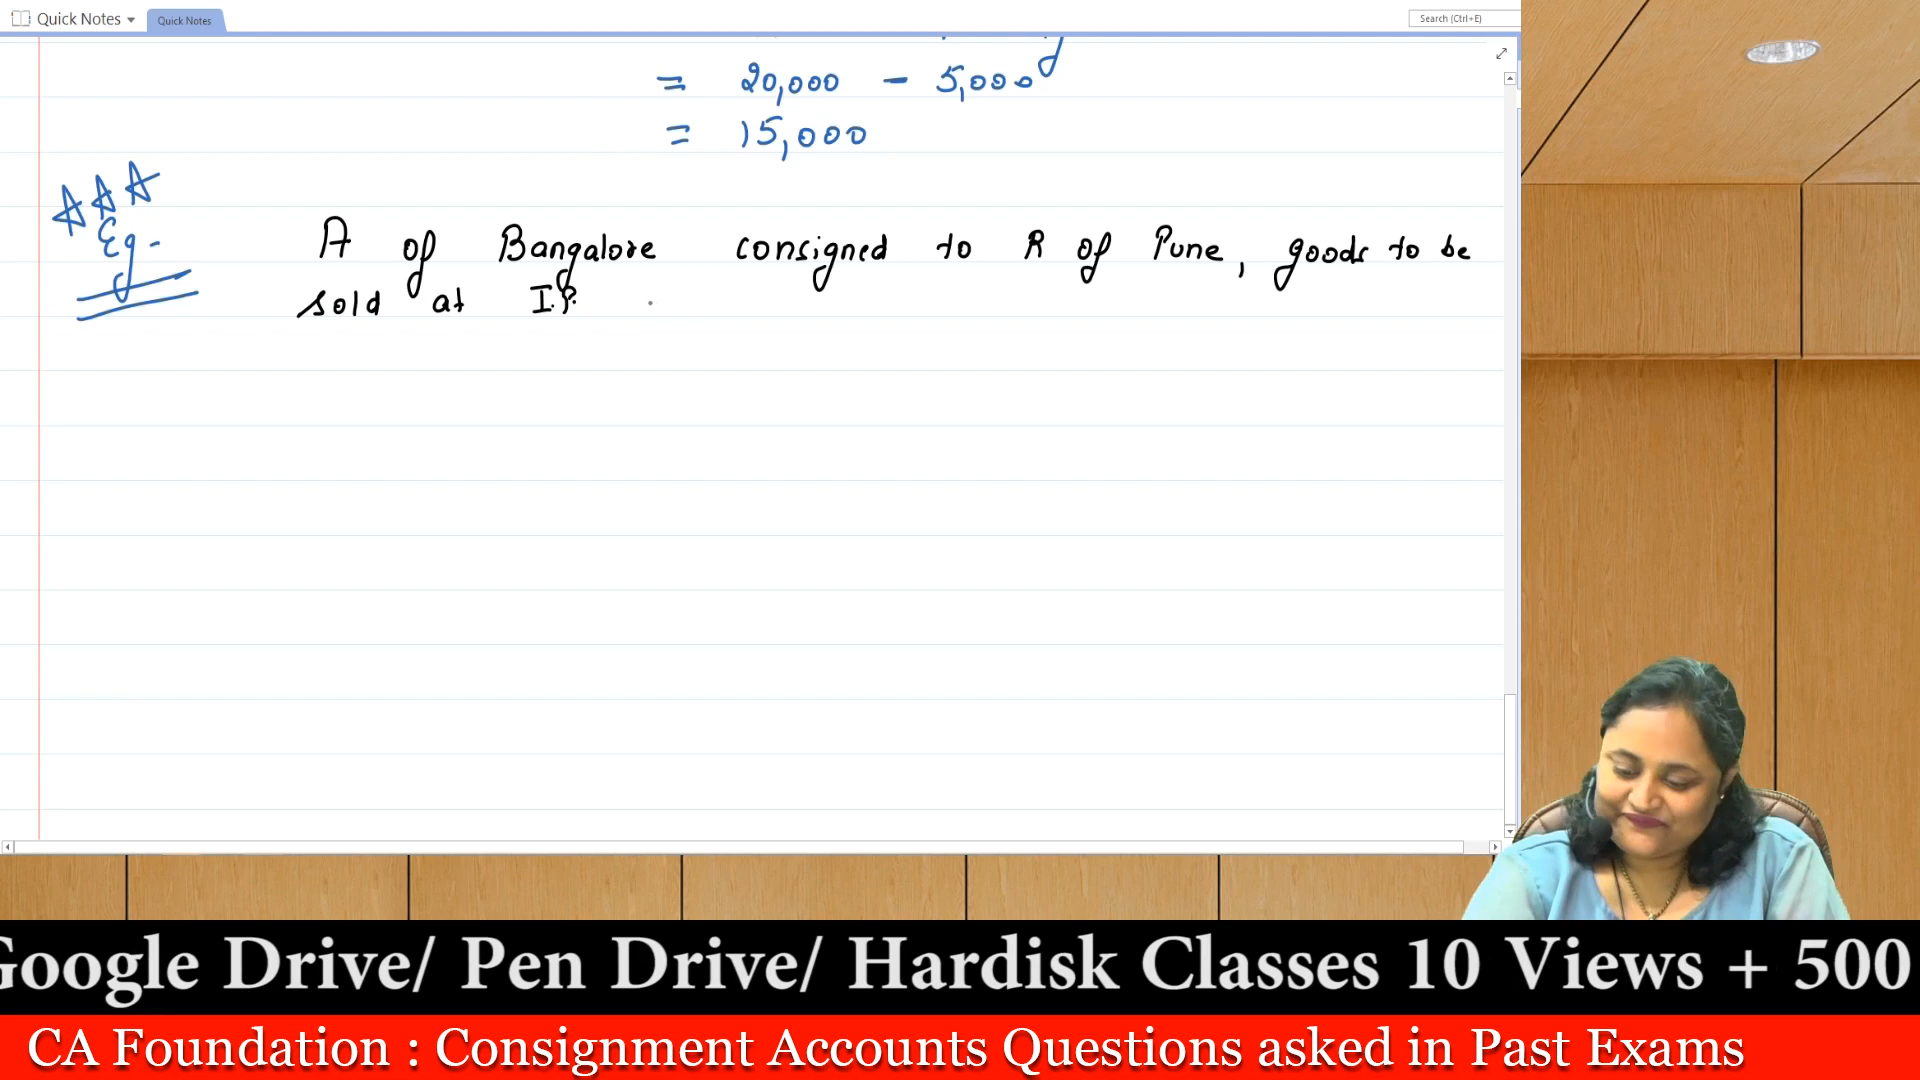 Quick Notes
Quick Notes
Search (Ctrl+E)
= 20,000 - 5,000
= 15,000
Eg -
A of Bangalore consigned to R of Pune, goods to be
sold at I.P.
Google Drive/ Pen Drive/ Hardisk Classes 10 Views + 500
CA Foundation : Consignment Accounts Questions asked in Past Exams